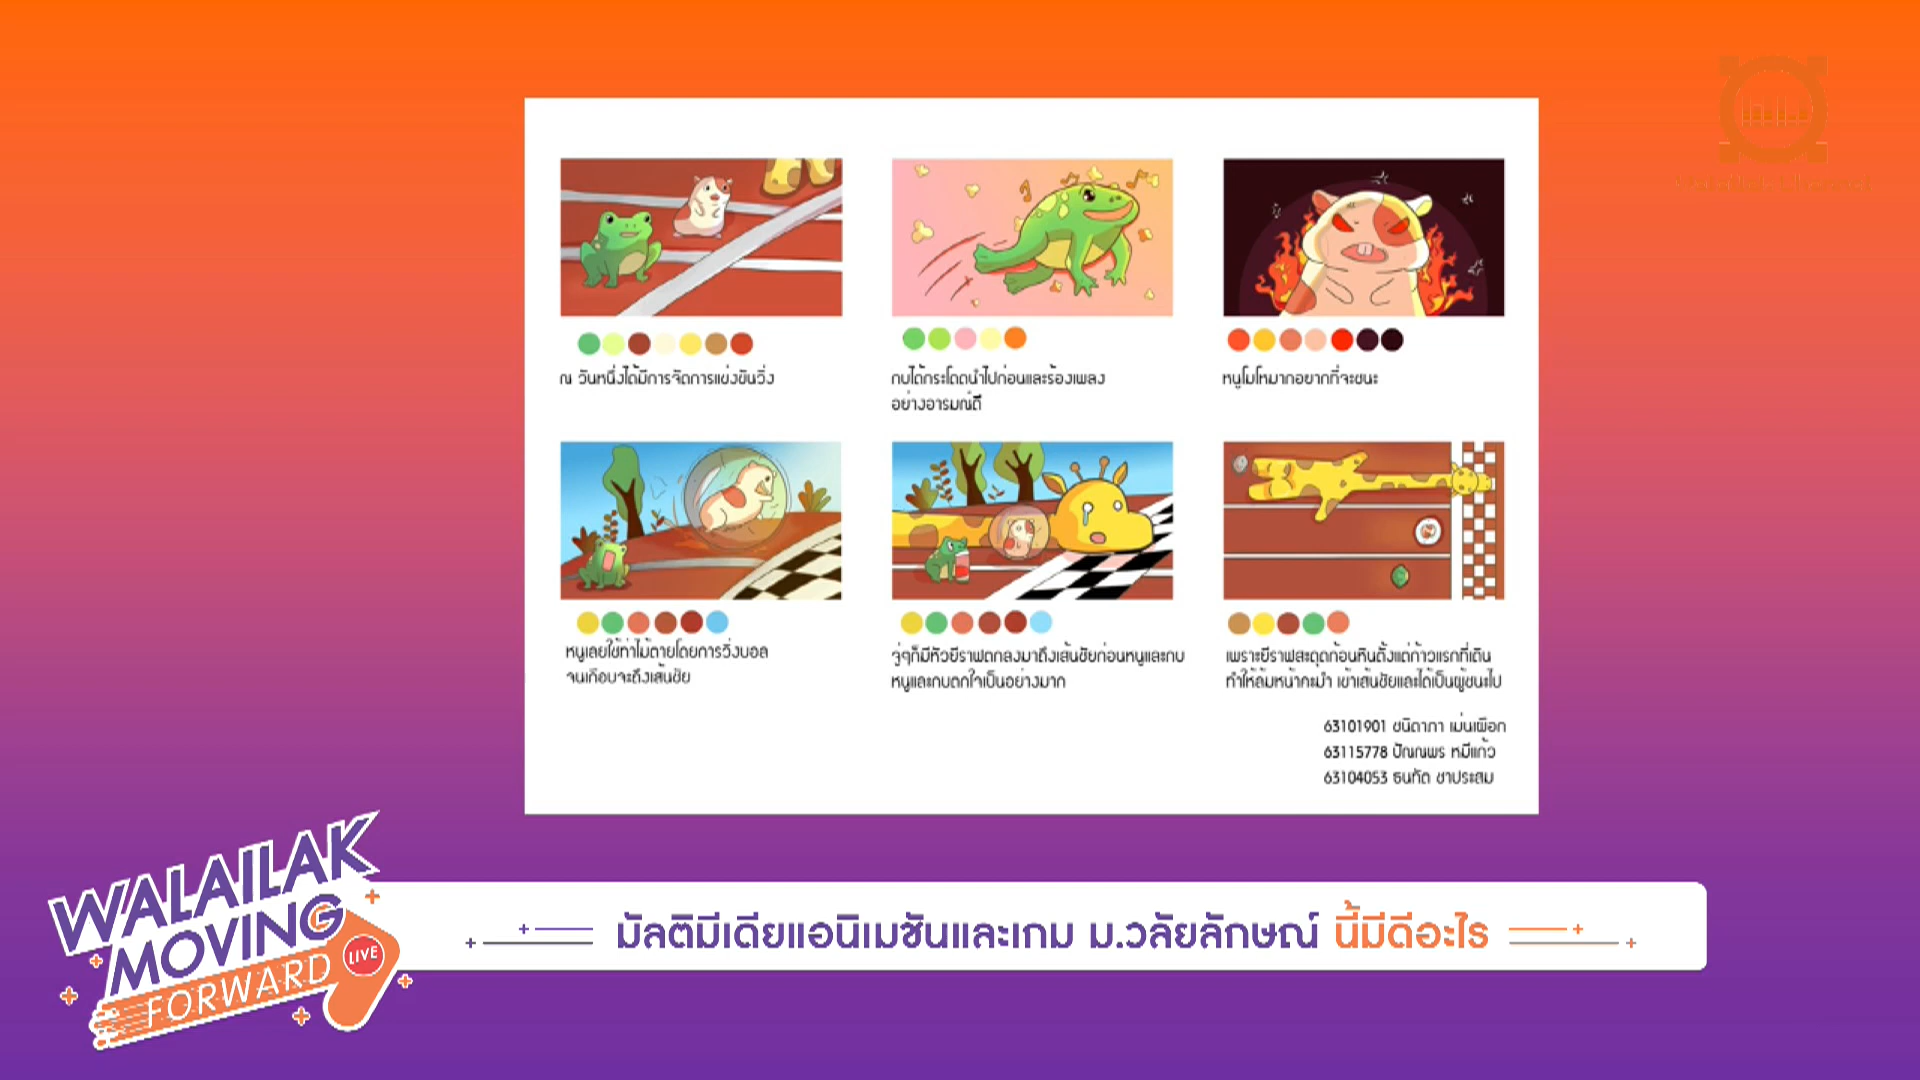 ณ วันหนึ่งได้มีการจัดการแข่งขันวิ่ง
กบได้กระโดดนำไปก่อนและร้องเพลง
อย่างอารมณ์ดี
หนูโมโหมากอยากที่จะชนะ
หนูเลยใช้ท่าไม้ตายโดยการวิ่งบอล
จนเกือบจะถึงเส้นชัย
จู่ๆก็มีหัวยีราฟตกลงมาถึงเส้นชัยก่อนหนูและกบ
หนูและกบตกใจเป็นอย่างมาก
เพราะยีราฟสะดุดก้อนหินตั้งแต่ก้าวแรกที่เดิน
ทำให้ล้มหน้าคะมำ เข้าเส้นชัยและได้เป็นผู้ชนะไป
63101901 ชนิดาภา เม่นเผือก
63115778 ปัณณพร หมีแก้ว
63104053 ธนกัด ชาประสม
WALAILAK
MOVING
FORWARD LIVE
มัลติมีเดียแอนิเมชันและเกม ม.วลัยลักษณ์ นี้มีดีอะไร